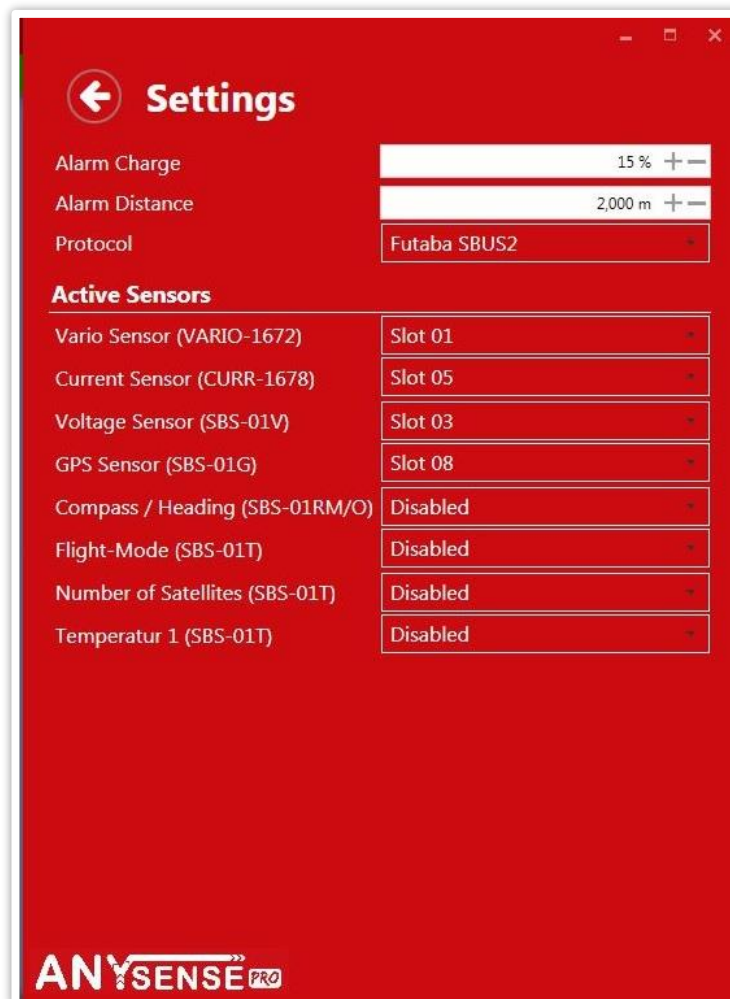 Settings
Alarm Charge 15 %
Alarm Distance 2,000 m
Protocol Futaba SBUS2
Active Sensors
Vario Sensor (VARIO-1672) Slot 01
Current Sensor (CURR-1678) Slot 05
Voltage Sensor (SBS-01V) Slot 03
GPS Sensor (SBS-01G) Slot 08
Compass / Heading (SBS-01RM/O) Disabled
Flight-Mode (SBS-01T) Disabled
Number of Satellites (SBS-01T) Disabled
Temperatur 1 (SBS-01T) Disabled
ANYSENSE PRO